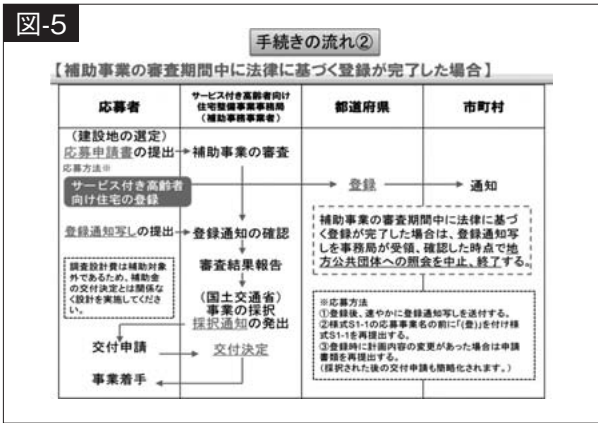 図-5
手続きの流れ②
【補助事業の審査期間中に法律に基づく登録が完了した場合】
応募者
サービス付き高齢者向け
住宅整備事業事務局
(補助事務事業者)
都道府県
市町村
(建設地の選定)
応募申請書の提出
補助事業の審査
応募方法※
サービス付き高齢者
向け住宅の登録
登録
通知
登録通知写しの提出
登録通知の確認
補助事業の審査期間中に法律に基づ
く登録が完了した場合は、登録通知写
しを事務局が受領、確認した時点で地
方公共団体への照会を中止、終了する。
調査設計費は補助対象
外であるため、補助金
の交付決定とは関係な
く設計を実施してくださ
い。
審査結果報告
(国土交通省)
事業の採択
採択通知の発出
※応募方法
①登録後、速やかに登録通知写しを送付する。
②様式S1-1の応募事業名の前に「(登)」を付け様
式S1-1を再提出する。
③登録時に計画内容の変更があった場合は申請
書類を再提出する。
(採択された後の交付申請も簡略化されます。)
交付申請
交付決定
事業着手